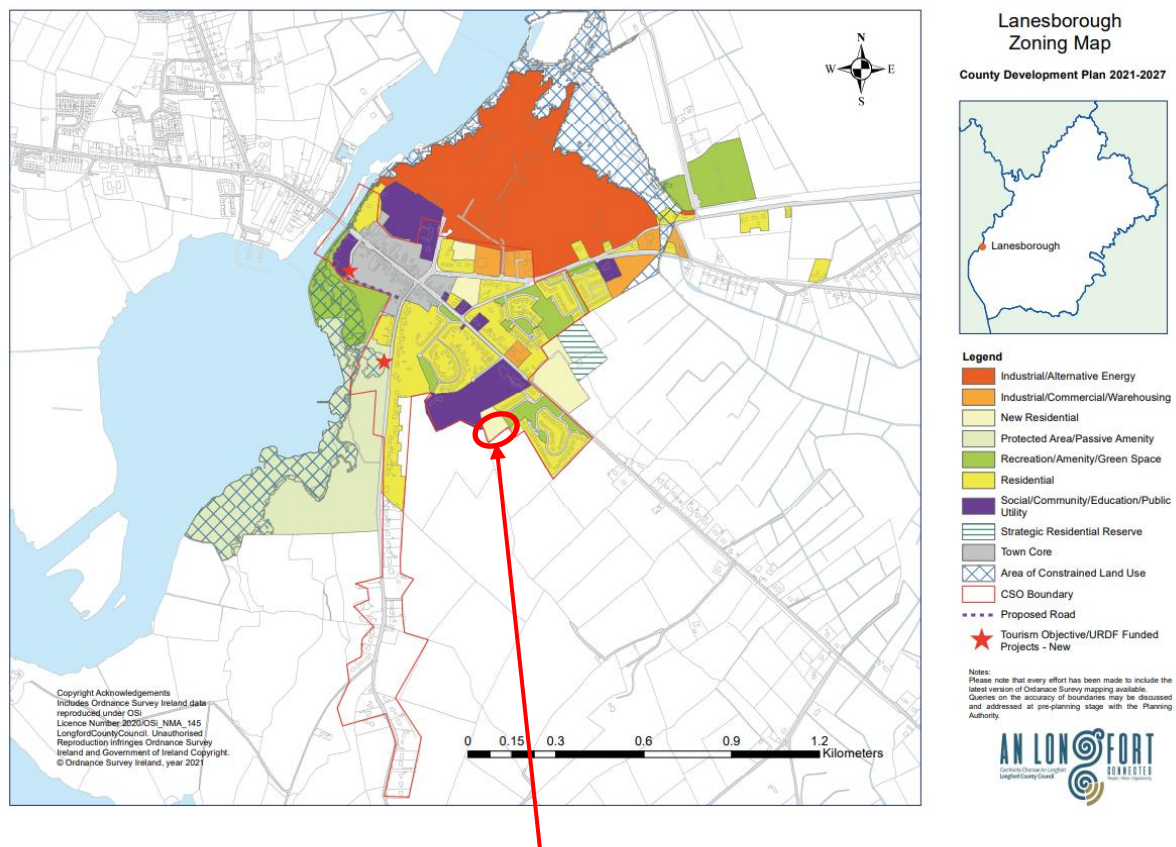 Lanesborough
Zoning Map
County Development Plan 2021-2027
N
W
E
S
Lanesborough
Legend
Industrial/Alternative Energy
Industrial/Commercial/Warehousing
New Residential
Protected Area/Passive Amenity
Recreation/Amenity/Green Space
Residential
Social/Community/Education/Public
Utility
Strategic Residential Reserve
Town Core
Area of Constrained Land Use
CSO Boundary
Proposed Road
Tourism Objective/URDF Funded
Projects - New
Notes:
Please note that every effort has been made to include the
latest version of Ordanace Surevy mapping available.
Queries on the accuracy of boundaries may be discussed
and addressed at pre-planning stage with the Planning
Authority.
Copyright Acknowledgements
Includes Ordnance Survey Ireland data
reproduced under OSi
Licence Number 2020/OSi_NMA_145
LongfordCountyCouncil. Unauthorised
Reproduction infringes Ordnance Survey
Ireland and Government of Ireland Copyright.
© Ordnance Survey Ireland, year 2021
0 0.15 0.3 0.6 0.9 1.2
Kilometers
AN LONGFORT
CONNECTED
Comhairle Chontae An Longfoirt
Longford County Council